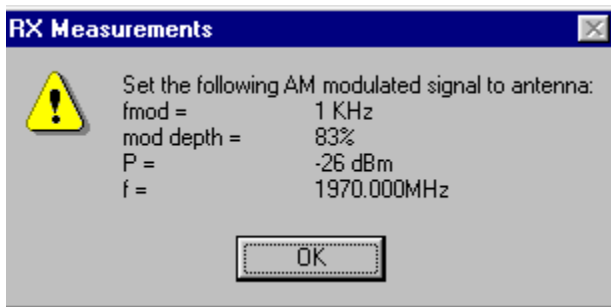 RX Measurements
Set the following AM modulated signal to antenna:
fmod = 1 KHz
mod depth = 83%
P = -26 dBm
f = 1970.000MHz
OK